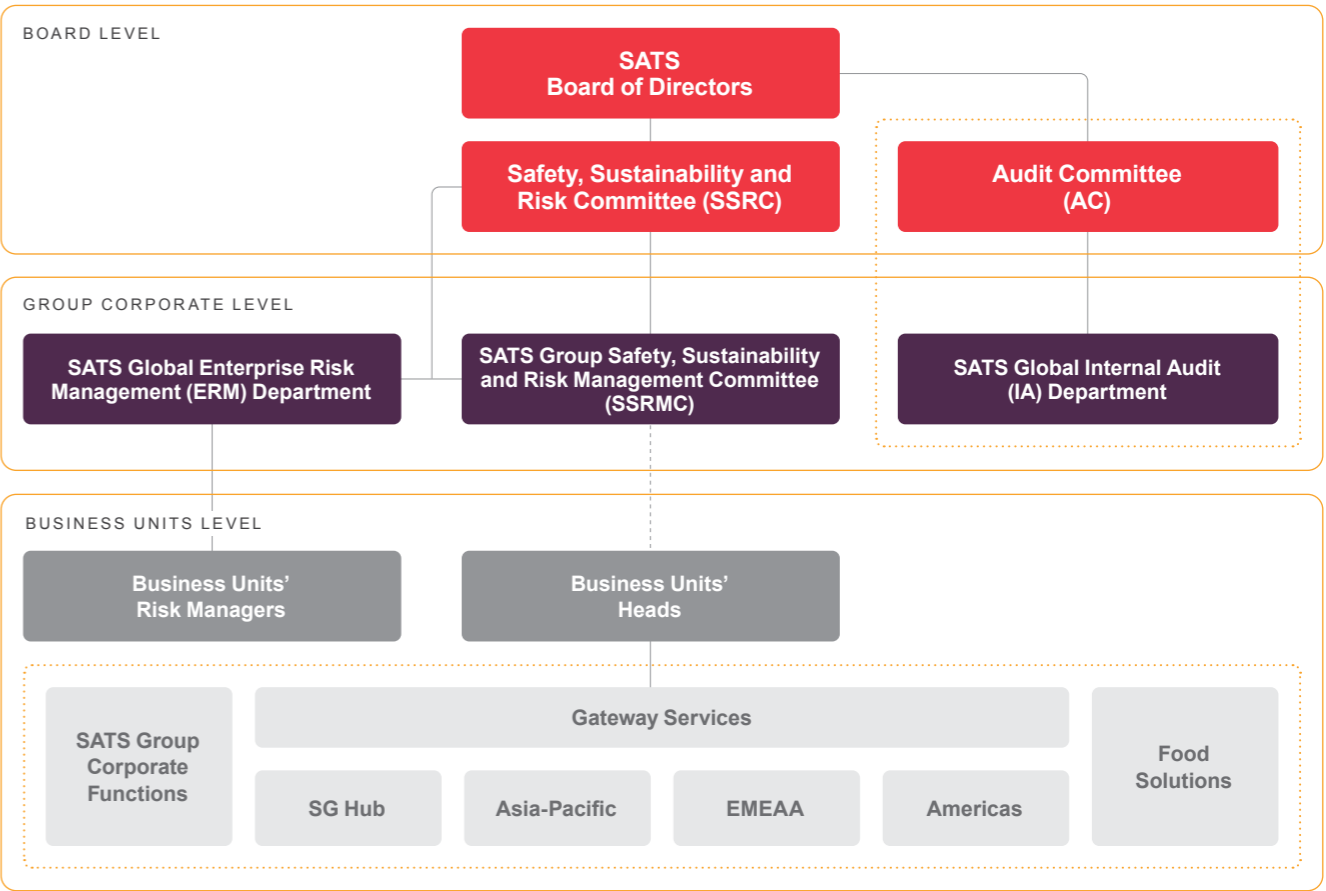 BOARD LEVEL
SATS
Board of Directors
Safety, Sustainability and
Risk Committee (SSRC)
Audit Committee
(AC)
GROUP CORPORATE LEVEL
SATS Global Enterprise Risk
Management (ERM) Department
SATS Group Safety, Sustainability
and Risk Management Committee
(SSRMC)
SATS Global Internal Audit
(IA) Department
BUSINESS UNITS LEVEL
Business Units’
Risk Managers
Business Units’
Heads
SATS Group
Corporate
Functions
Gateway Services
SG Hub
Asia-Pacific
EMEAA
Americas
Food
Solutions